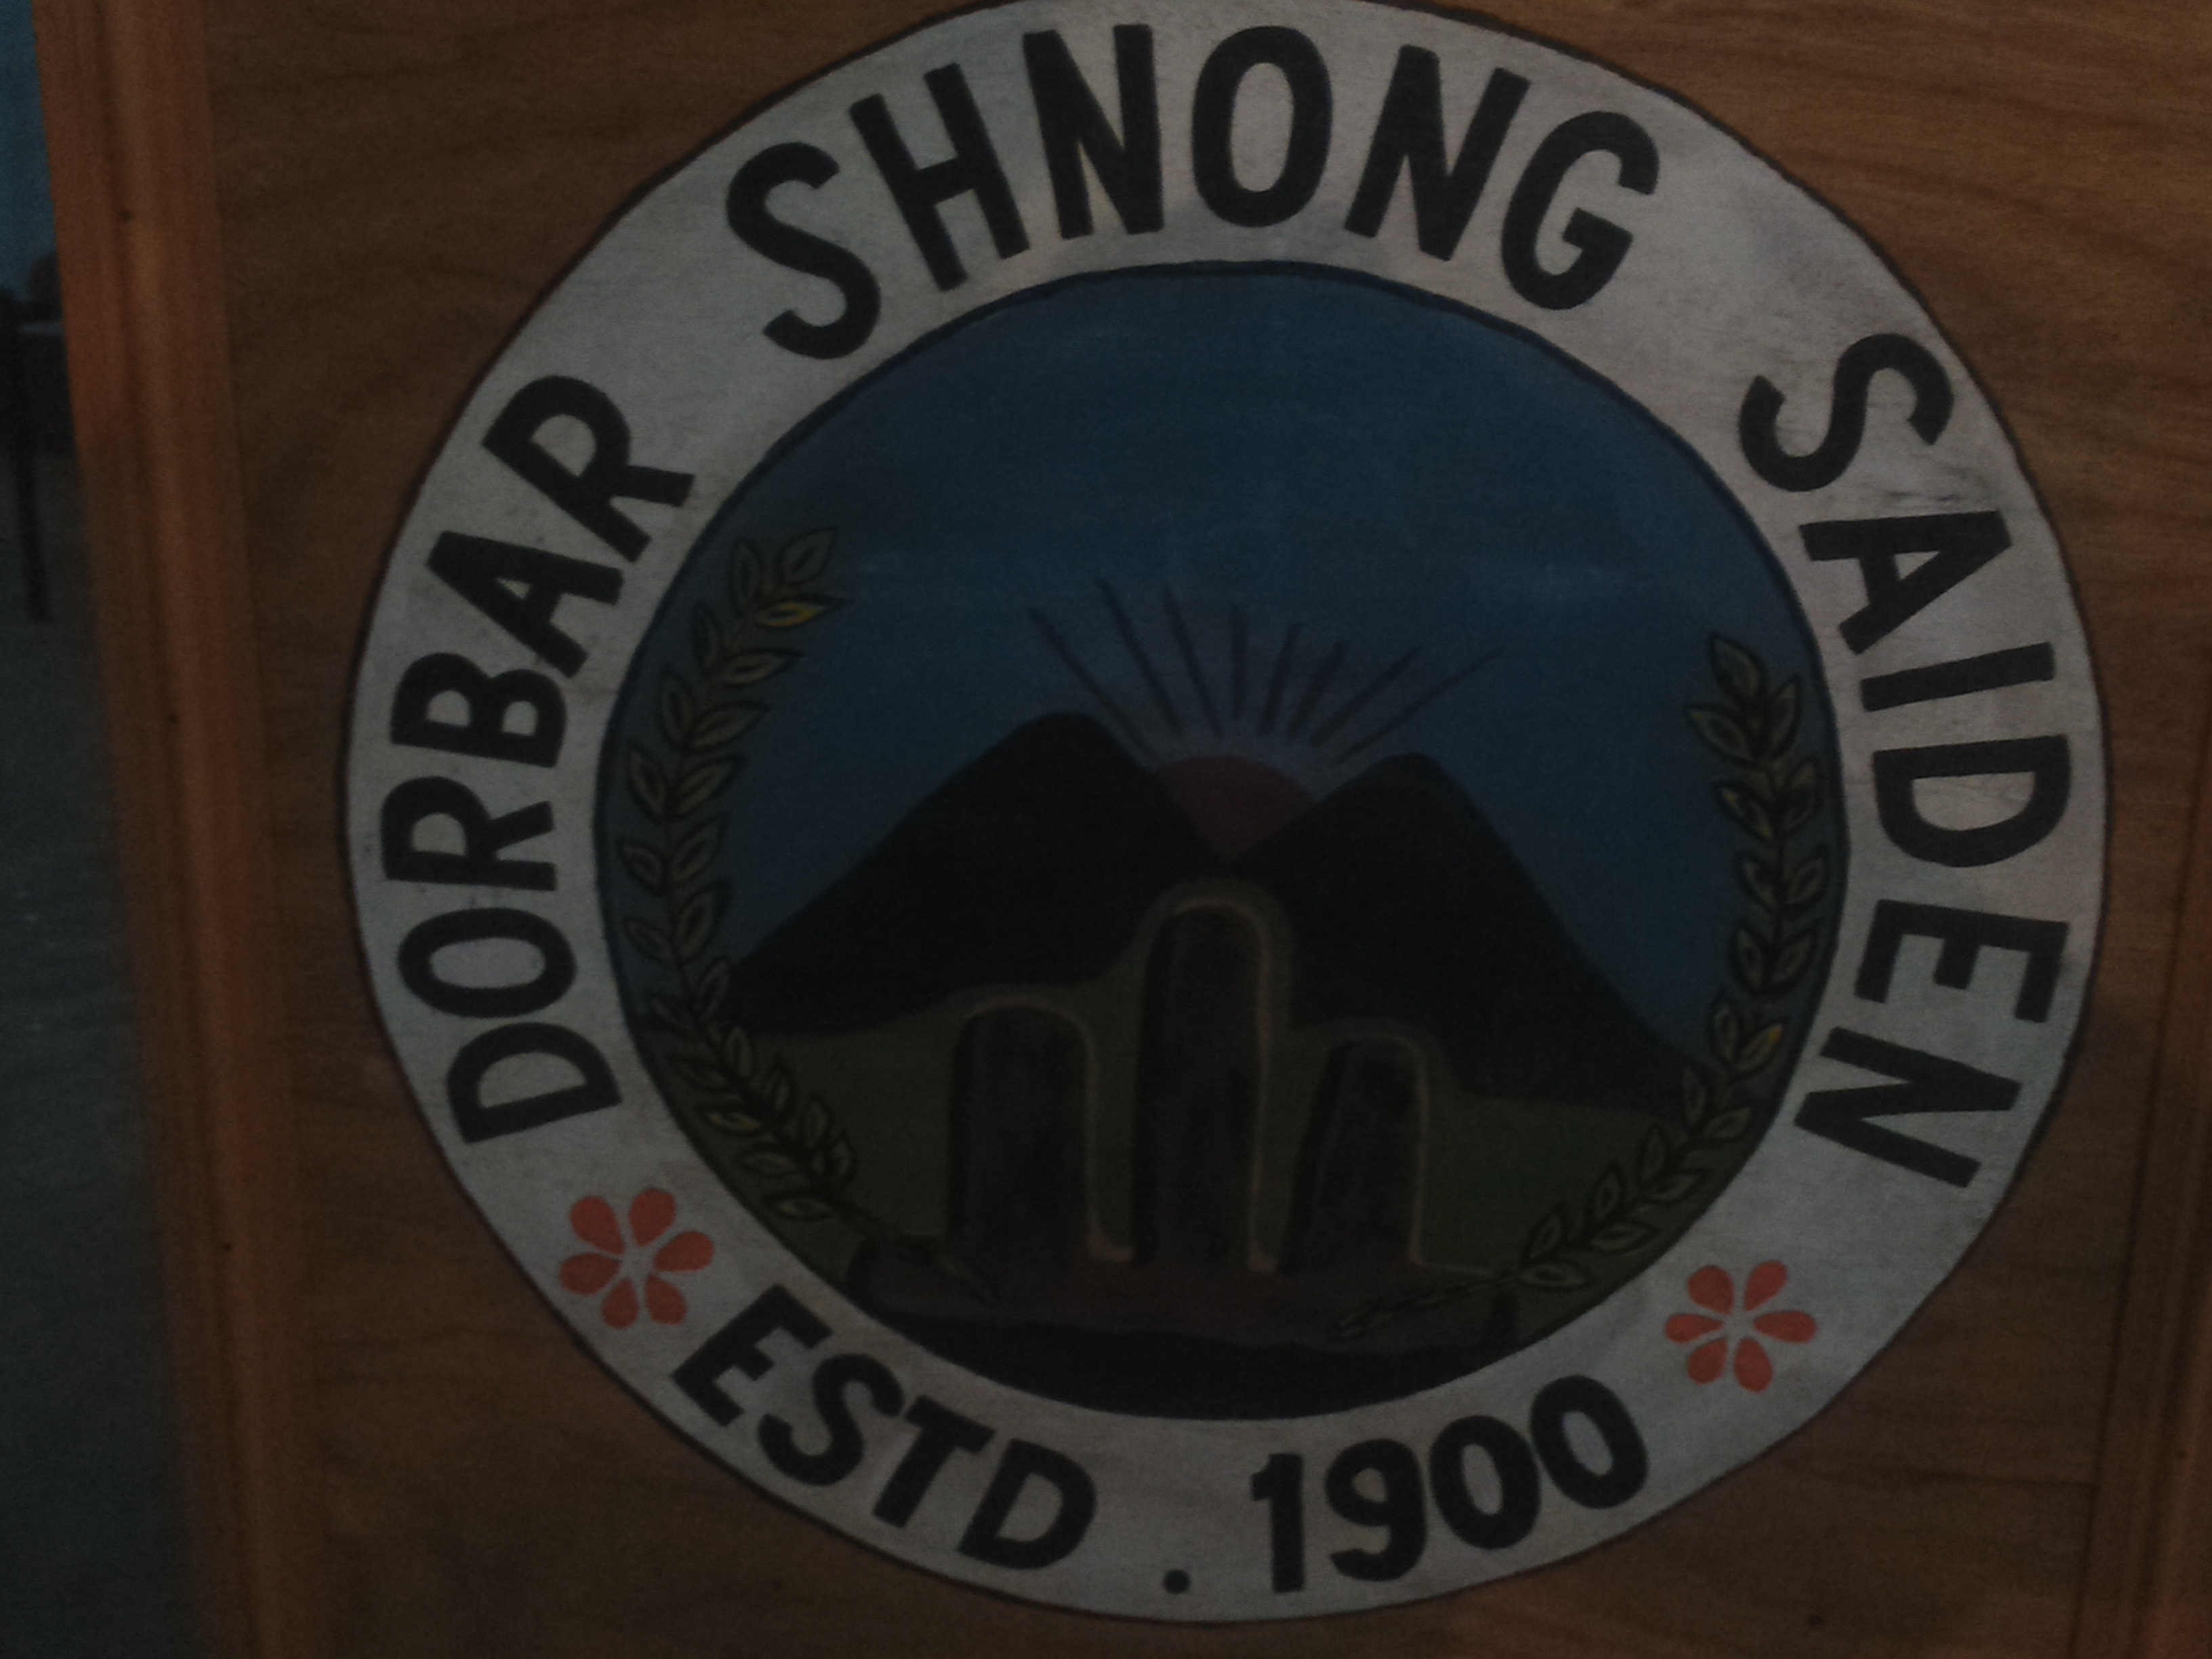 DORBAR SHNONG SAIDEN
ESTD . 1900